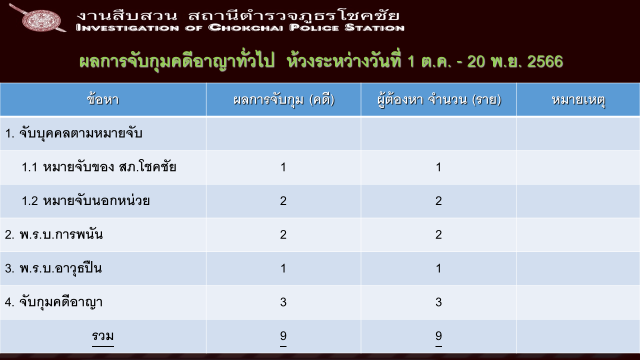 งานสืบสวน สถานีตำรวจภูธรโชคชัย
INVESTIGATION OF CHOKCHAI POLICE STATION
ผลการจับกุมคดีอาญาทั่วไป ห้วงระหว่างวันที่ 1 ต.ค. - 20 พ.ย. 2566
ข้อหา ผลการจับกุม (คดี) ผู้ต้องหา จำนวน (ราย) หมายเหตุ
1. จับบุคคลตามหมายจับ
1.1 หมายจับของ สภ.โชคชัย 1 1
1.2 หมายจับนอกหน่วย 2 2
2. พ.ร.บ.การพนัน 2 2
3. พ.ร.บ.อาวุธปืน 1 1
4. จับกุมคดีอาญา 3 3
รวม 9 9